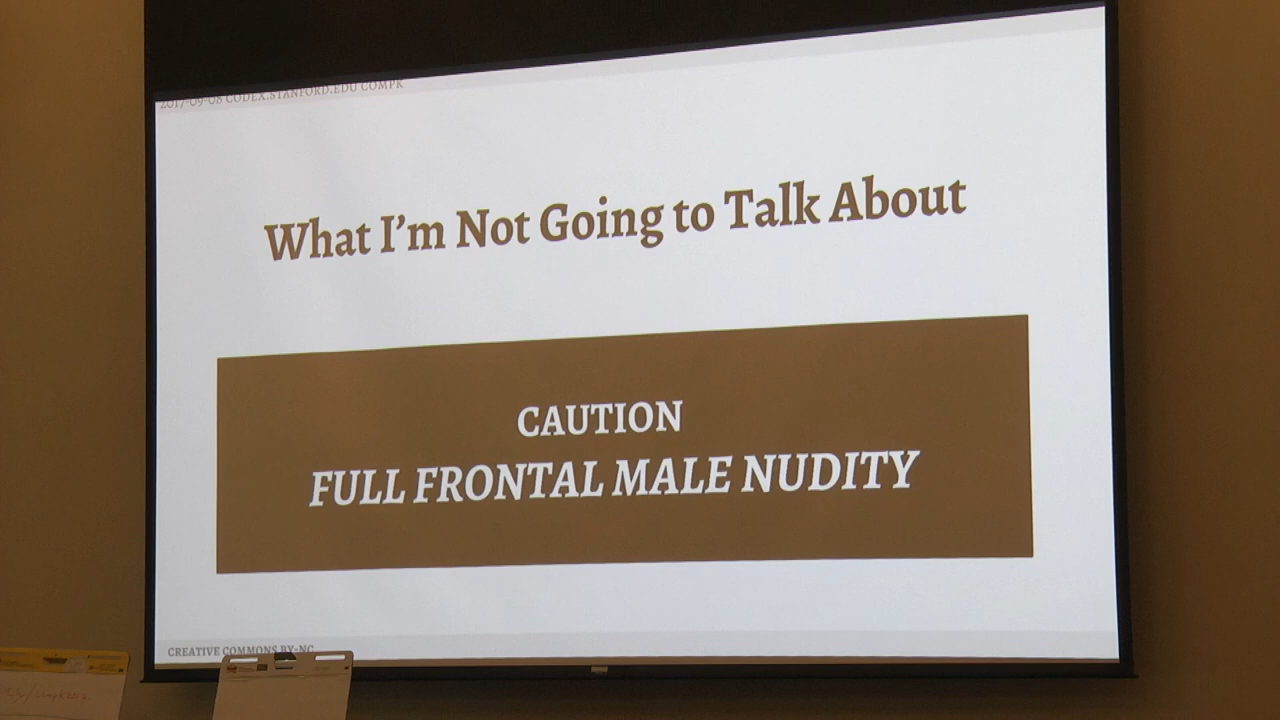 2017-09-08 CODEX.STANFORD.EDU COMPK
What I'm Not Going to Talk About
CAUTION
FULL FRONTAL MALE NUDITY
CREATIVE COMMONS BY-NC